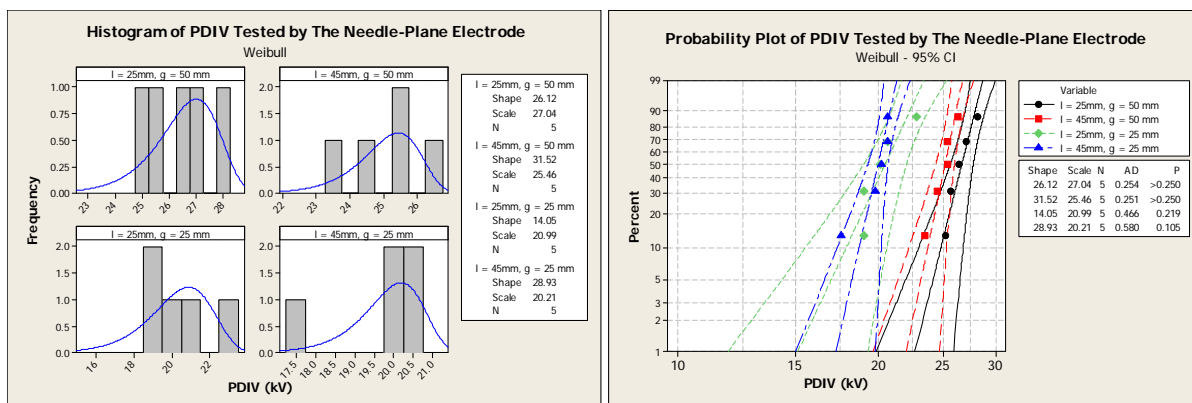 Histogram of PDIV Tested by The Needle-Plane Electrode
Weibull
l = 25mm, g = 50 mm
l = 45mm, g = 50 mm
1.00
0.75
0.50
0.25
0.00
23 24 25 26 27 28
2.0
1.5
1.0
0.5
0.0
22 23 24 25 26
l = 25mm, g = 25 mm
l = 45mm, g = 25 mm
2.0
1.5
1.0
0.5
0.0
16 18 20 22
2.0
1.5
1.0
0.5
0.0
17.5 18.0 18.5 19.0 19.5 20.0 20.5 21.0
Frequency
PDIV (kV)
l = 25mm, g = 50 mm
Shape 26.12
Scale 27.04
N 5
l = 45mm, g = 50 mm
Shape 31.52
Scale 25.46
N 5
l = 25mm, g = 25 mm
Shape 14.05
Scale 20.99
N 5
l = 45mm, g = 25 mm
Shape 28.93
Scale 20.21
N 5
Probability Plot of PDIV Tested by The Needle-Plane Electrode
Weibull - 95% CI
Percent
99
90
80
70
60
50
40
30
20
10
5
3
2
1
10 15 20 25 30
PDIV (kV)
Variable
l = 25mm, g = 50 mm
l = 45mm, g = 50 mm
l = 25mm, g = 25 mm
l = 45mm, g = 25 mm
Shape Scale N AD P
26.12 27.04 5 0.254 >0.250
31.52 25.46 5 0.251 >0.250
14.05 20.99 5 0.466 0.219
28.93 20.21 5 0.580 0.105